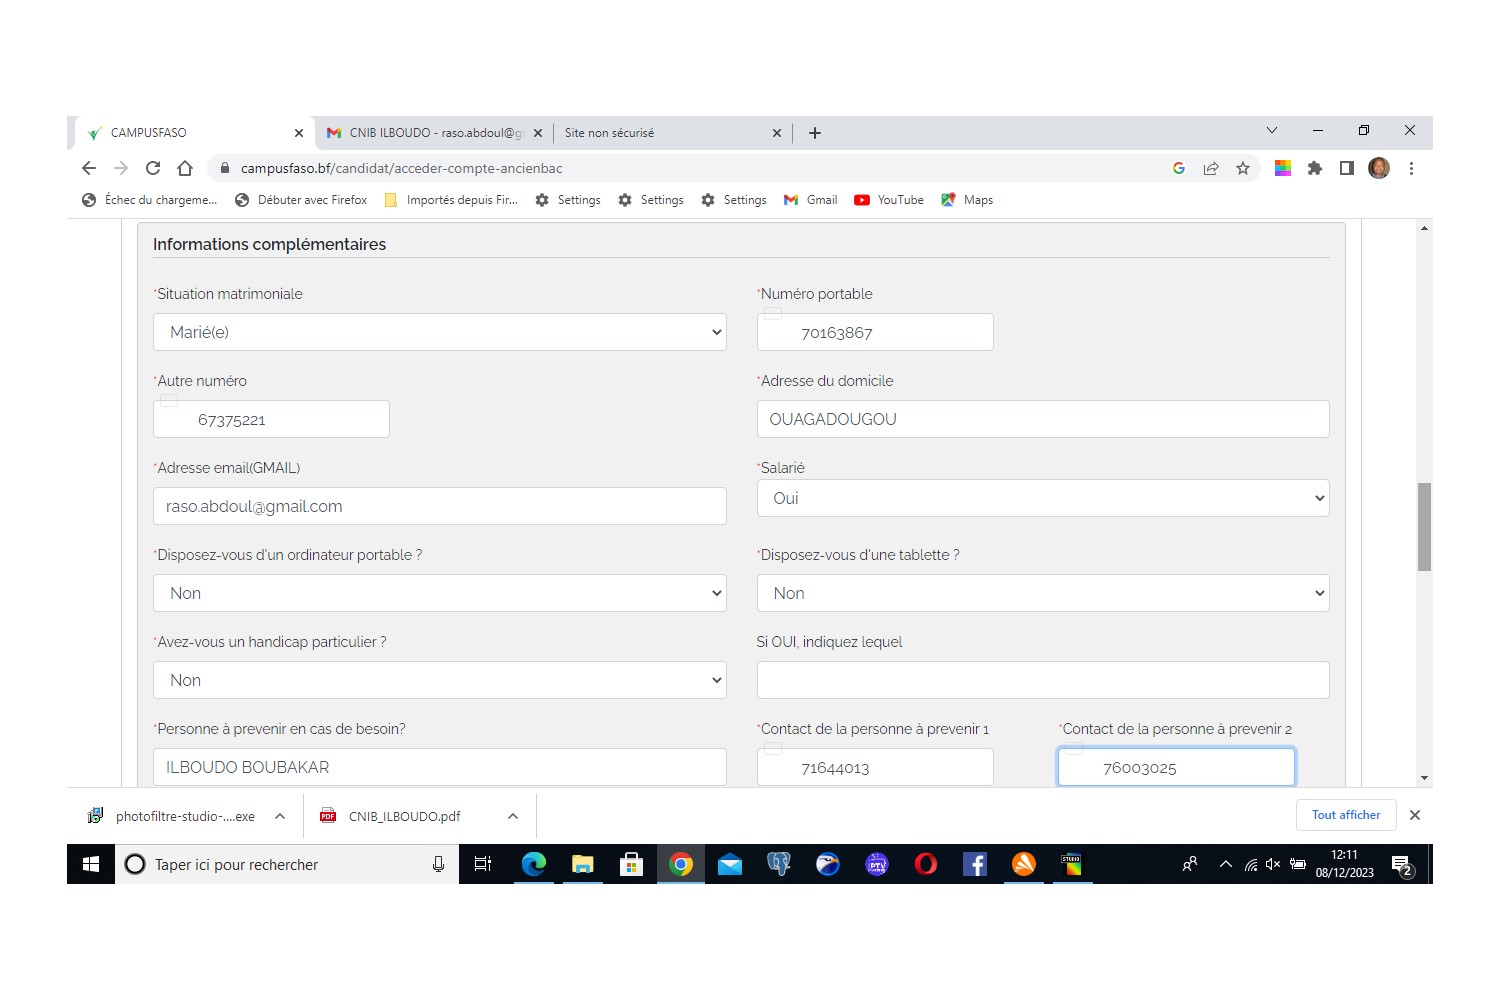 CAMPUSFASO
CNIB ILBOUDO - raso.abdoul@g
Site non sécurisé
campusfaso.bf/candidat/acceder-compte-ancienbac
Échec du chargeme...
Débuter avec Firefox
Importés depuis Fir...
Settings
Settings
Settings
Gmail
YouTube
Maps
Informations complémentaires
*Situation matrimoniale
*Numéro portable
Marié(e)
70163867
*Autre numéro
*Adresse du domicile
67375221
OUAGADOUGOU
*Adresse email(GMAIL)
*Salarié
raso.abdoul@gmail.com
Oui
*Disposez-vous d'un ordinateur portable ?
*Disposez-vous d'une tablette ?
Non
Non
*Avez-vous un handicap particulier ?
Si OUI, indiquez lequel
Non
*Personne à prevenir en cas de besoin?
*Contact de la personne à prevenir 1
*Contact de la personne à prevenir 2
ILBOUDO BOUBAKAR
71644013
76003025
photofiltre-studio-....exe
PDF
CNIB_ILBOUDO.pdf
Tout afficher
Taper ici pour rechercher
IPTV
STUDIO
12:11
08/12/2023
2